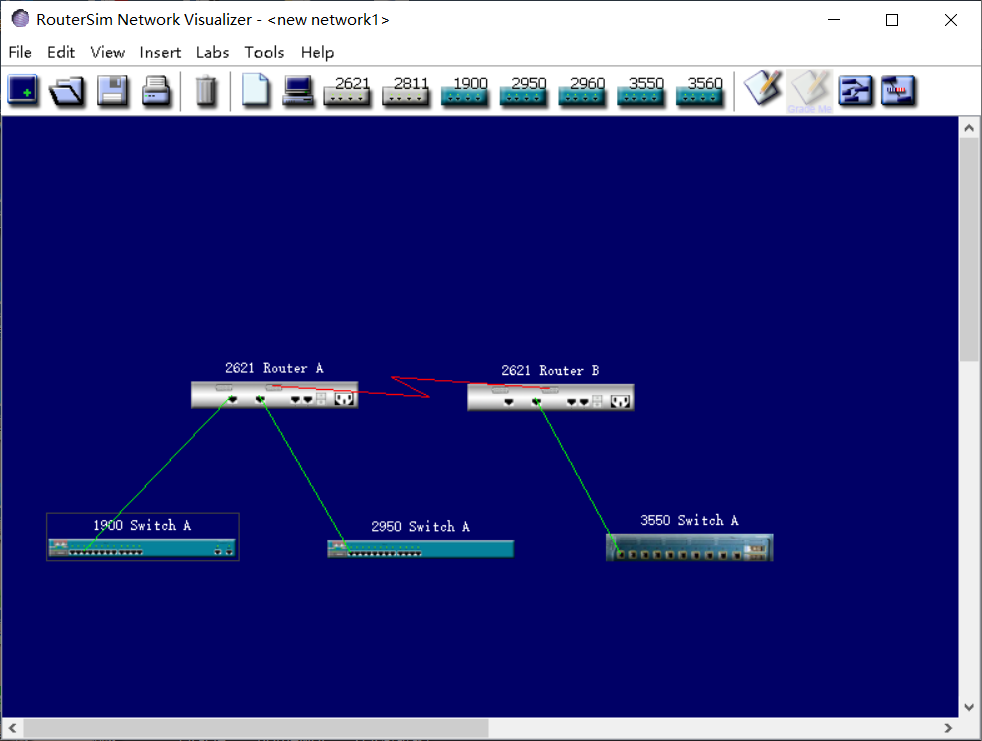 RouterSim Network Visualizer - <new network1>
File Edit View Insert Labs Tools Help
2621 2811 1900 2950 2960 3550 3560
Grade Me
2621 Router A
2621 Router B
1900 Switch A
2950 Switch A
3550 Switch A